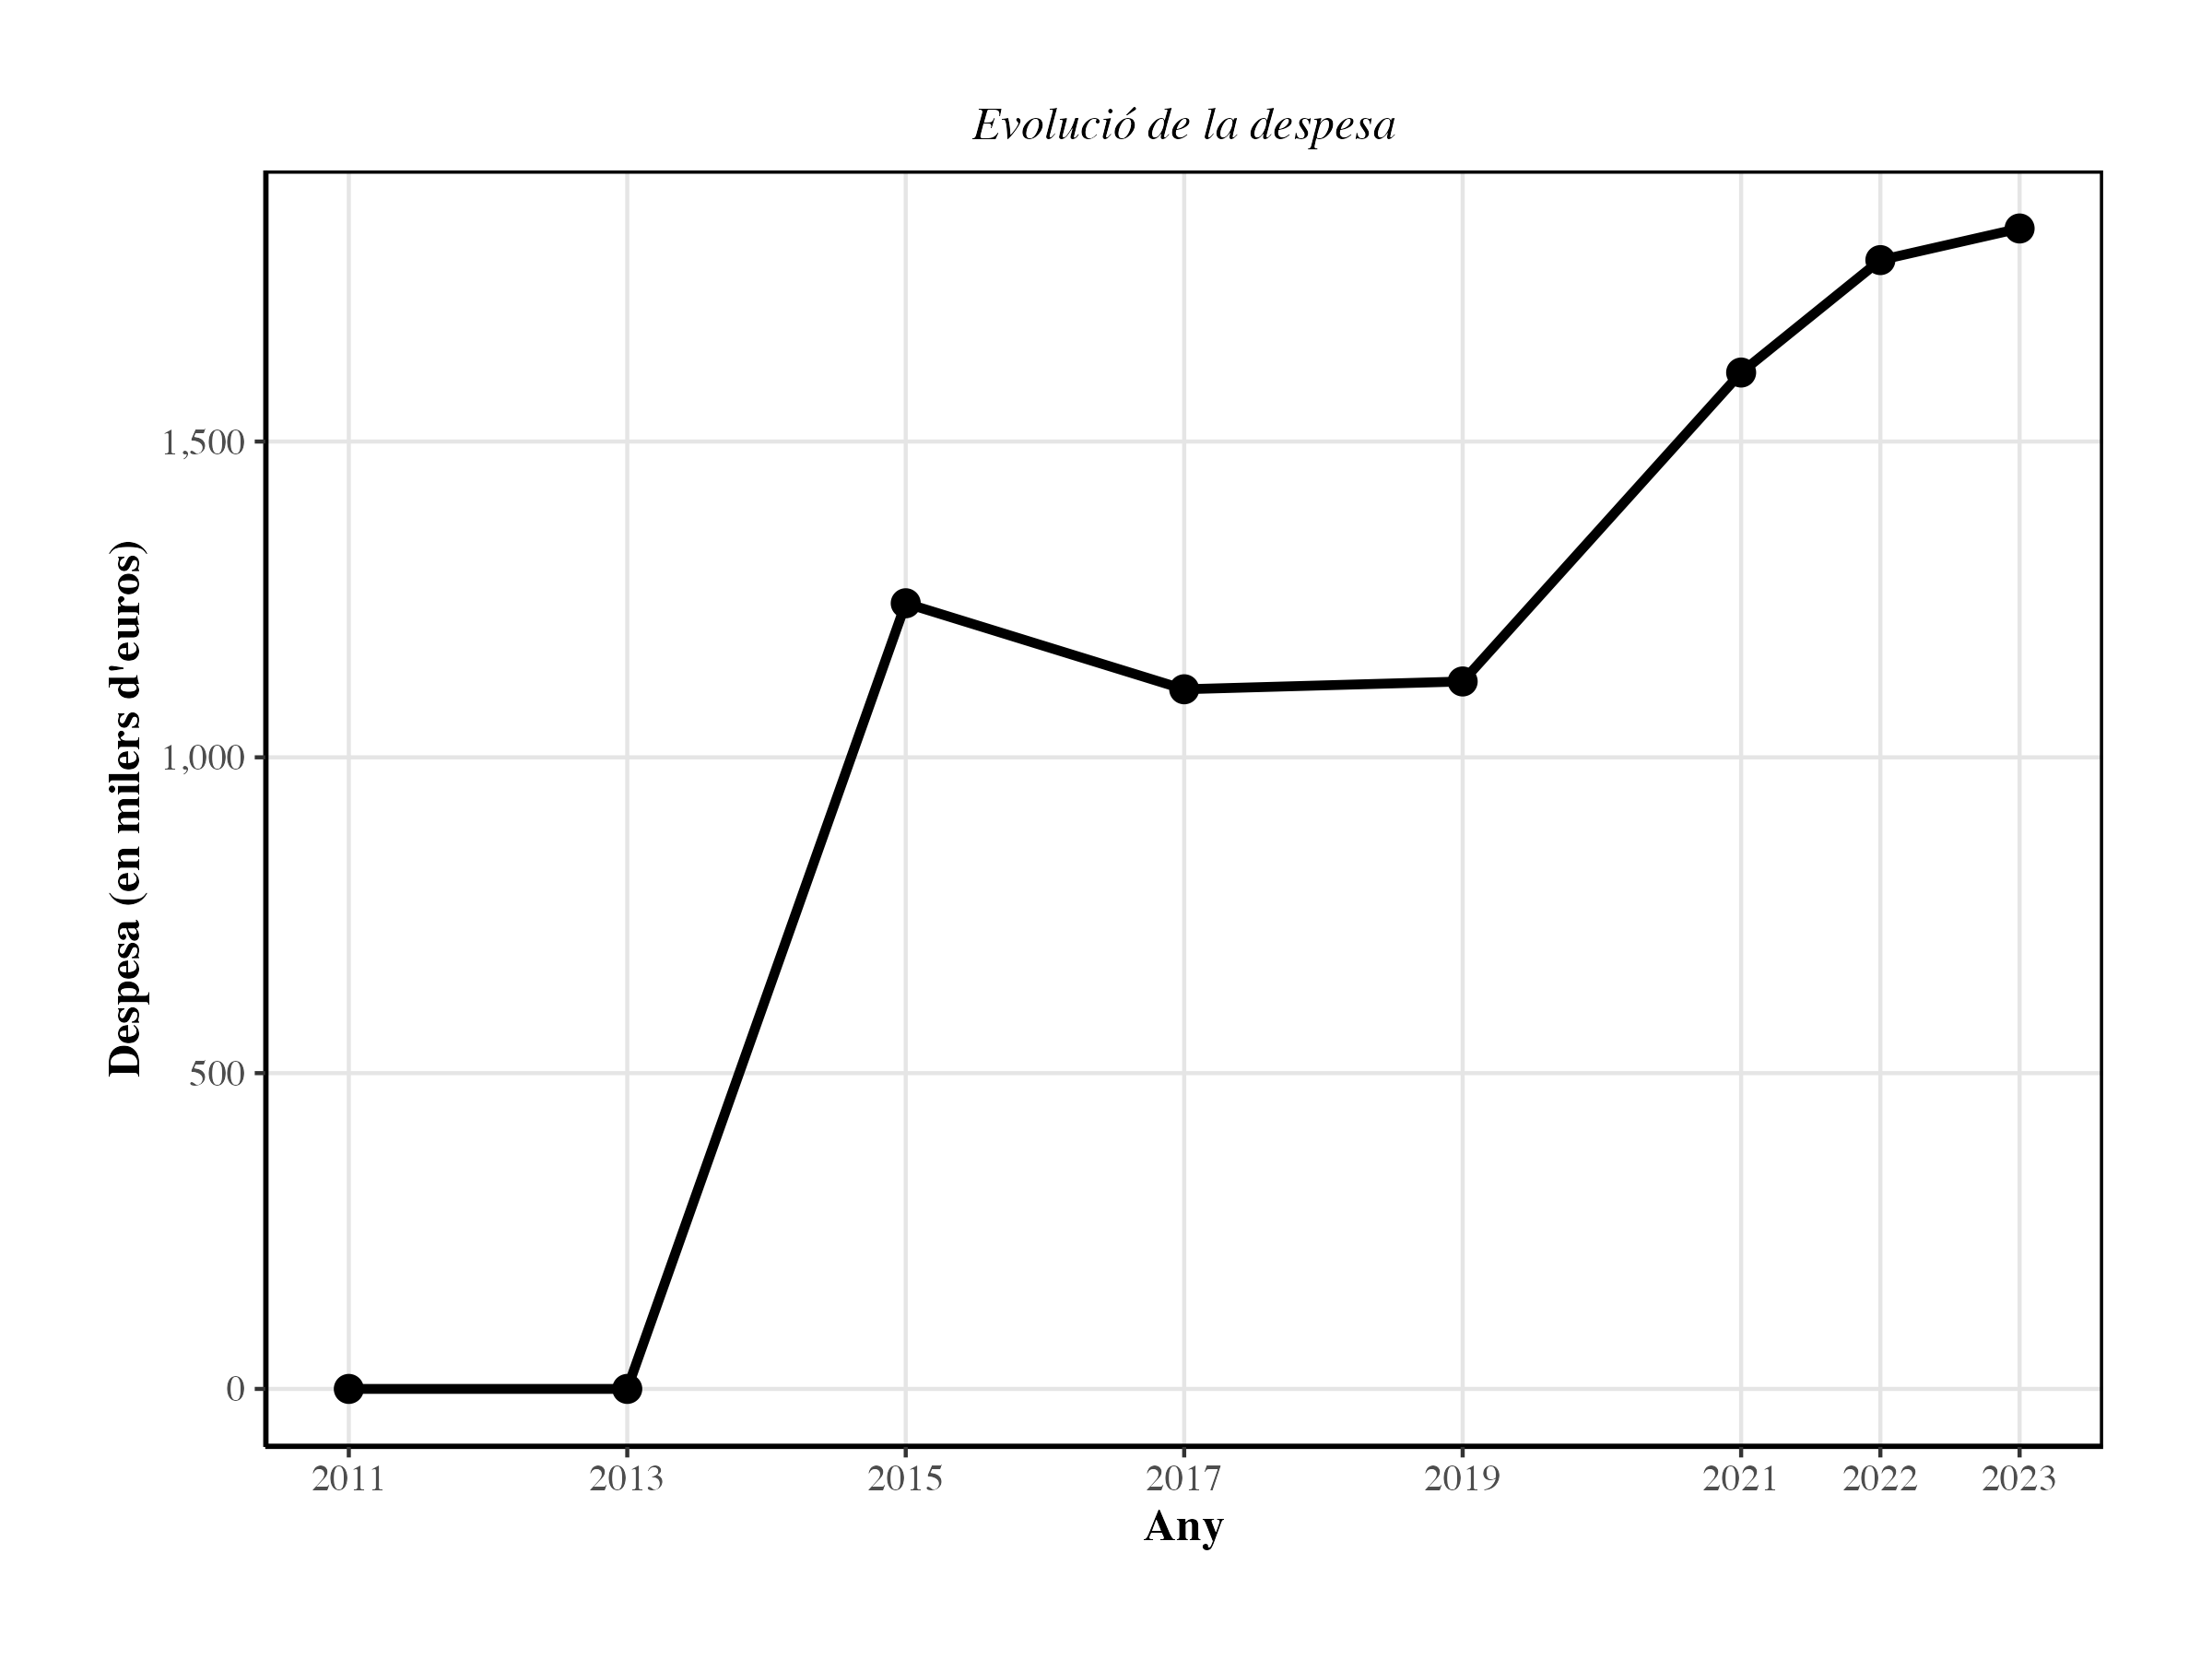 Evolució de la despesa
Despesa (en milers d'euros)
1,500
1,000
500
0
2011 2013 2015 2017 2019 2021 2022 2023
Any